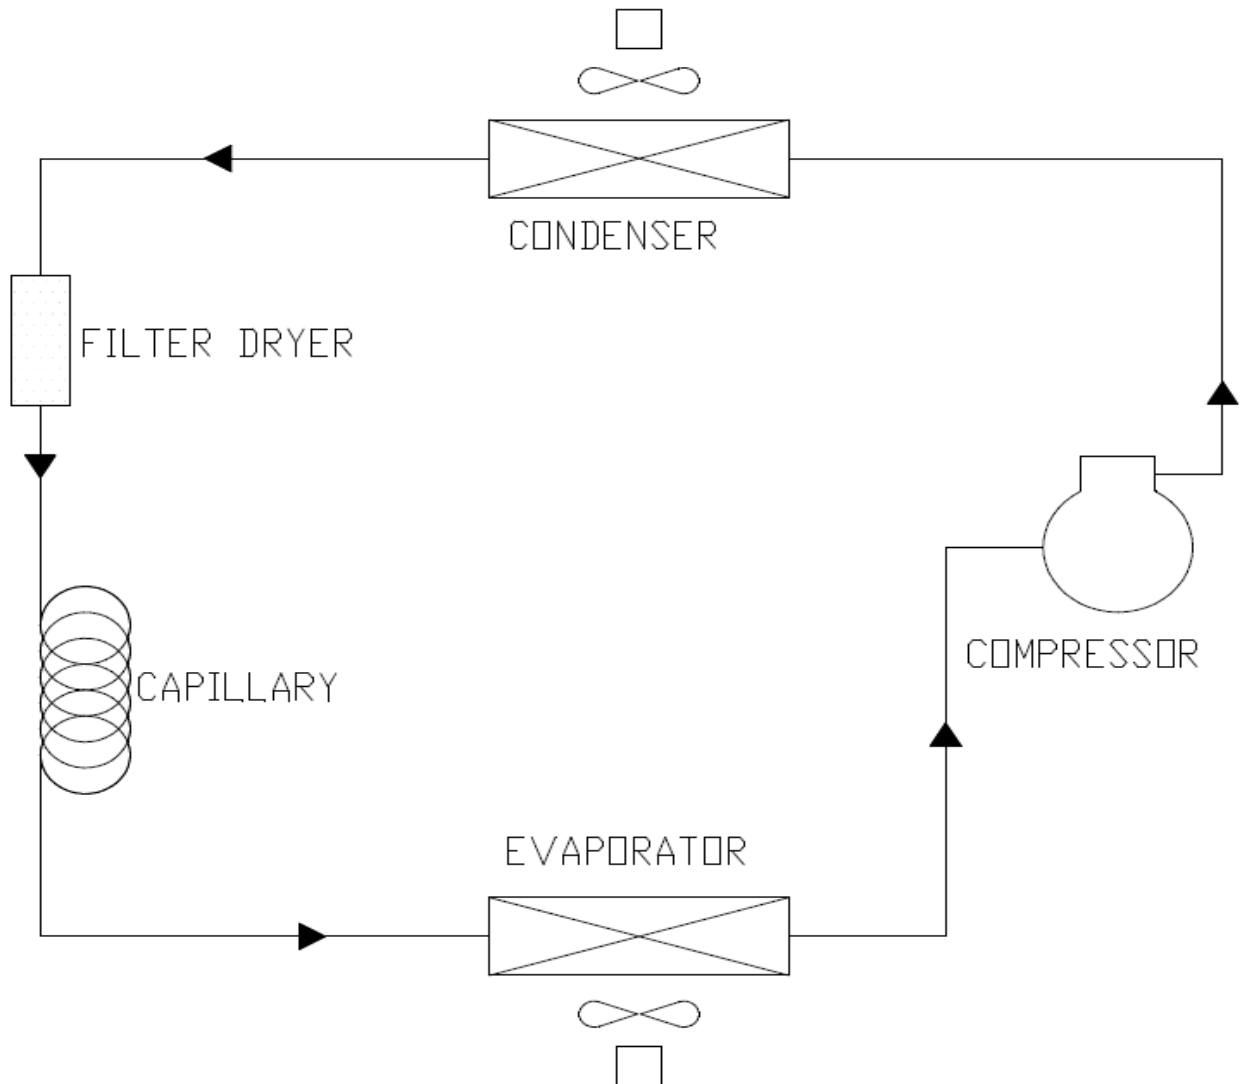 CONDENSER
FILTER DRYER
COMPRESSOR
CAPILLARY
EVAPORATOR